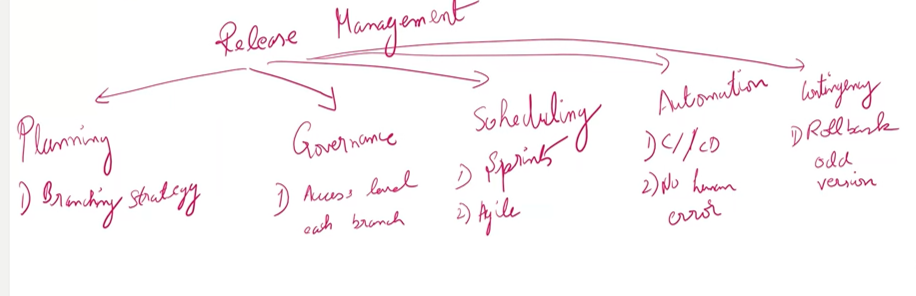 Release Management
Planning
1) Branching strategy
Governance
1) Access level
each branch
Scheduling
1) Sprints
2) Agile
Automation
1) CI/CD
2) No human
error
Contingency
1) Rollback
odd
version